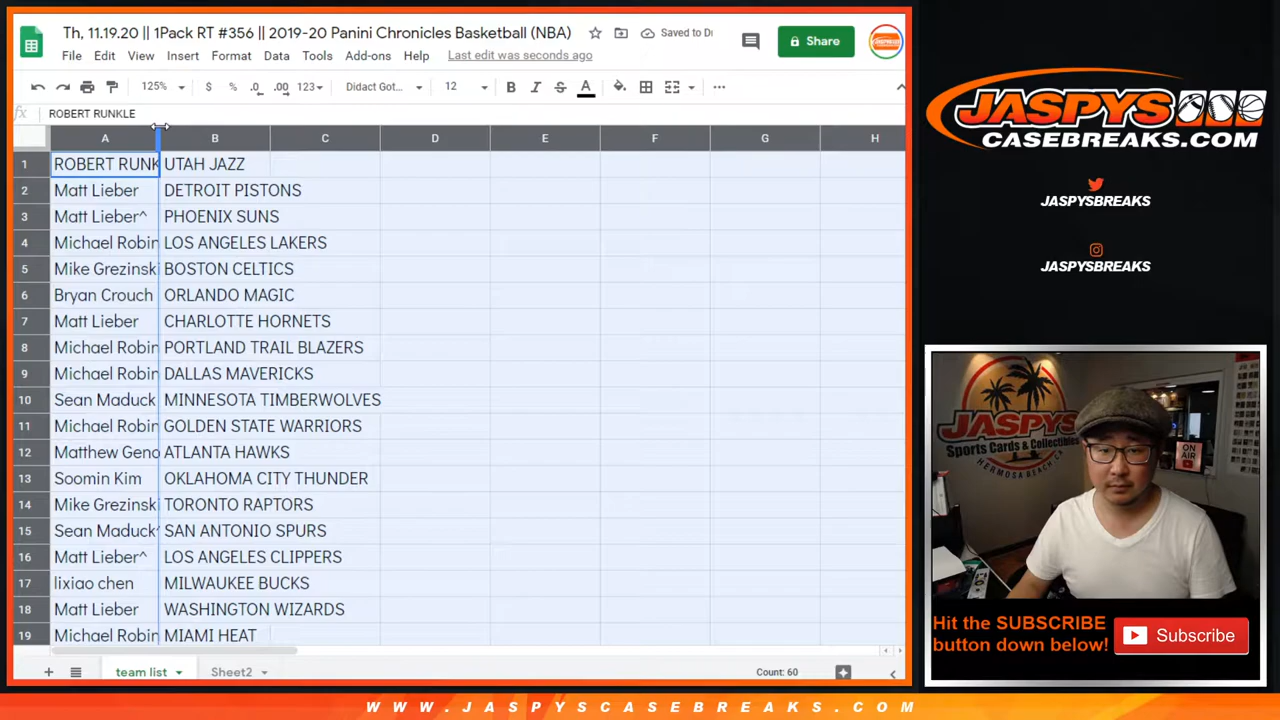 Th, 11.19.20 || 1Pack RT #356 || 2019-20 Panini Chronicles Basketball (NBA)
Saved to Dr
Share
File Edit View Insert Format Data Tools Add-ons Help Last edit was seconds ago
125% $ % .0 .00 123 Didact Got... 12 B I S A
fx ROBERT RUNKLE
A B C D E F G H
1 ROBERT RUNK UTAH JAZZ
2 Matt Lieber DETROIT PISTONS
3 Matt Lieber^ PHOENIX SUNS
4 Michael Robin LOS ANGELES LAKERS
5 Mike Grezinski BOSTON CELTICS
6 Bryan Crouch ORLANDO MAGIC
7 Matt Lieber CHARLOTTE HORNETS
8 Michael Robin PORTLAND TRAIL BLAZERS
9 Michael Robin DALLAS MAVERICKS
10 Sean Maduck MINNESOTA TIMBERWOLVES
11 Michael Robin GOLDEN STATE WARRIORS
12 Matthew Geno ATLANTA HAWKS
13 Soomin Kim OKLAHOMA CITY THUNDER
14 Mike Grezinski TORONTO RAPTORS
15 Sean Maduck^ SAN ANTONIO SPURS
16 Matt Lieber^ LOS ANGELES CLIPPERS
17 lixiao chen MILWAUKEE BUCKS
18 Matt Lieber WASHINGTON WIZARDS
19 Michael Robin MIAMI HEAT
team list Sheet2 Count: 60
JASPYS
CASEBREAKS.COM
JASPYSBREAKS
JASPYSBREAKS
JASPYS
Sports Cards & Collectibles
HERMOSA BEACH CA
ON AIR
Hit the SUBSCRIBE
button down below!
Subscribe
WWW.JASPYSCASEBREAKS.COM